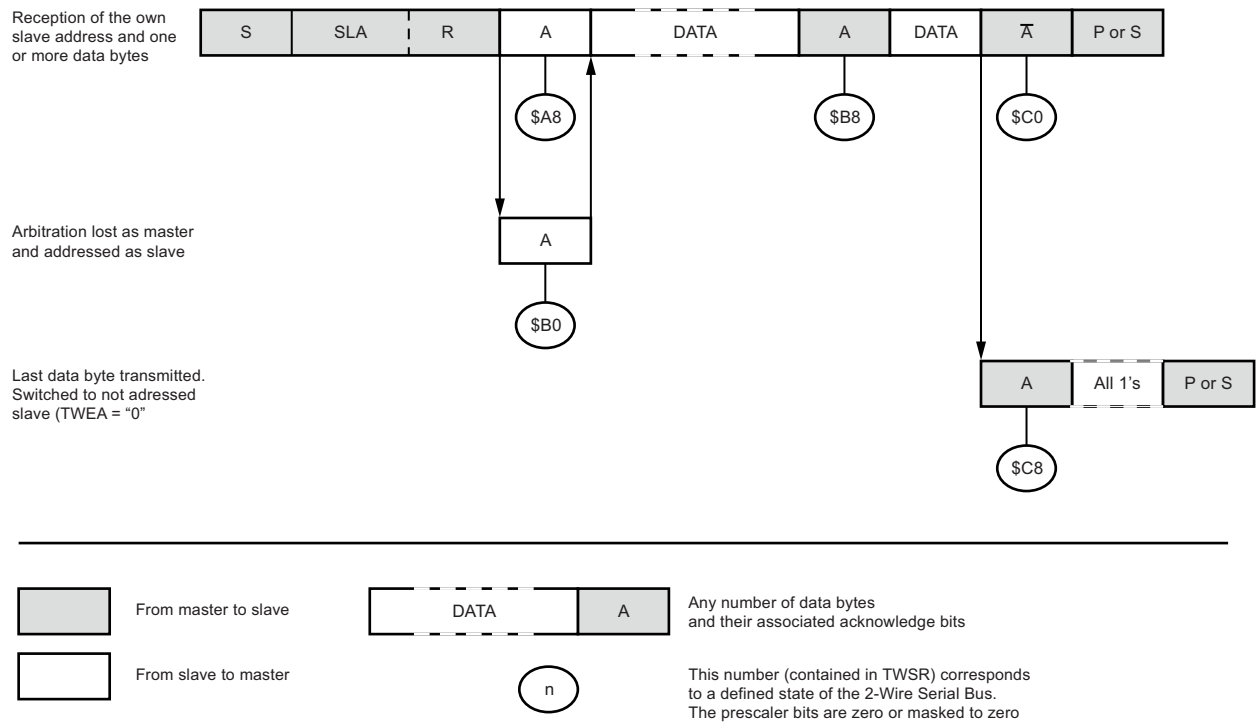 Reception of the own
slave address and one
or more data bytes
S SLA R A DATA A DATA A̅ P or S
$A8 $B8 $C0
Arbitration lost as master
and addressed as slave
A
$B0
Last data byte transmitted.
Switched to not adressed
slave (TWEA = “0”
A All 1's P or S
$C8
From master to slave
DATA A
Any number of data bytes
and their associated acknowledge bits
From slave to master
n
This number (contained in TWSR) corresponds
to a defined state of the 2-Wire Serial Bus.
The prescaler bits are zero or masked to zero